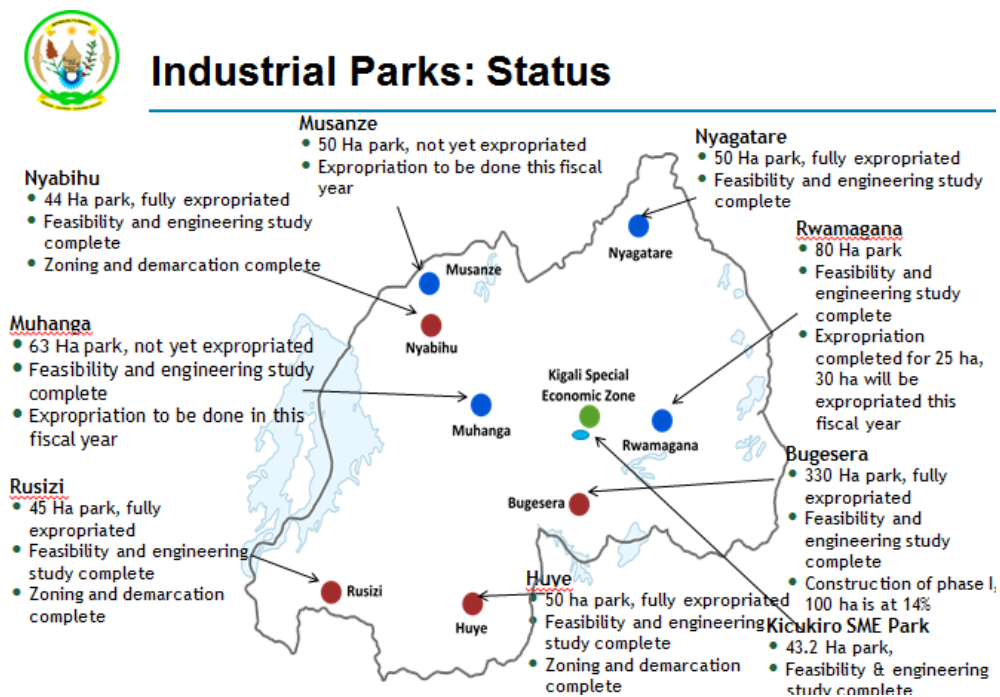 Industrial Parks: Status
Musanze
• 50 Ha park, not yet expropriated
• Expropriation to be done this fiscal
year
Nyagatare
• 50 Ha park, fully expropriated
• Feasibility and engineering study
complete
Nyabihu
• 44 Ha park, fully expropriated
• Feasibility and engineering study
complete
• Zoning and demarcation complete
Rwamagana
• 80 Ha park
• Feasibility and
engineering study
complete
• Expropriation
completed for 25 ha,
30 ha will be
expropriated this
fiscal year
Muhanga
• 63 Ha park, not yet expropriated
• Feasibility and engineering study
complete
• Expropriation to be done in this
fiscal year
Musanze
Nyagatare
Nyabihu
Kigali Special
Economic Zone
Muhanga
Rwamagana
Bugesera
Rusizi
Huye
Bugesera
• 330 Ha park, fully
expropriated
• Feasibility and
engineering study
complete
• Construction of phase I,
100 ha is at 14%
Rusizi
• 45 Ha park, fully
expropriated
• Feasibility and engineering
study complete
• Zoning and demarcation
complete
Huye
• 50 ha park, fully expropriated
• Feasibility and engineering
study complete
• Zoning and demarcation
complete
Kicukiro SME Park
• 43.2 Ha park,
• Feasibility & engineering
study complete